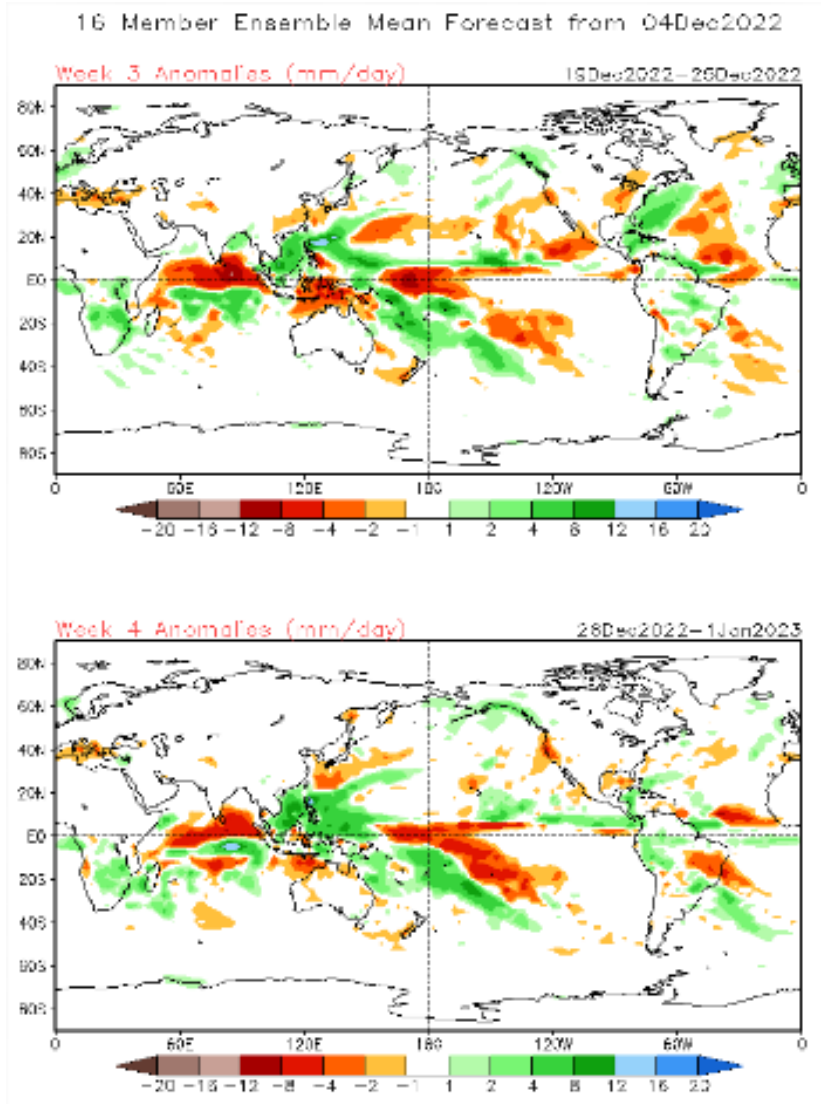 16 Member Ensemble Mean Forecast from 04Dec2022
Week 3 Anomalies (mm/day) 19Dec2022-25Dec2022
80N
60N
40N
20N
EQ
20S
40S
60S
80S
0 60E 120E 180 120W 60W 0
-20 -16 -12 -8 -4 -2 -1 1 2 4 8 12 16 20
Week 4 Anomalies (mm/day) 26Dec2022-1Jan2023
80N
60N
40N
20N
EQ
20S
40S
60S
80S
0 60E 120E 180 120W 60W 0
-20 -16 -12 -8 -4 -2 -1 1 2 4 8 12 16 20